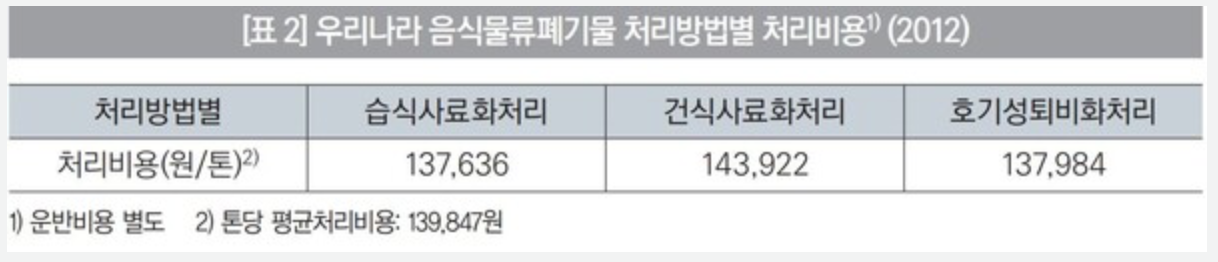 [표 2] 우리나라 음식물류폐기물 처리방법별 처리비용1) (2012)
처리방법별 습식사료화처리 건식사료화처리 호기성퇴비화처리
처리비용(원/톤)2) 137,636 143,922 137,984
1) 운반비용 별도 2) 톤당 평균처리비용: 139,847원